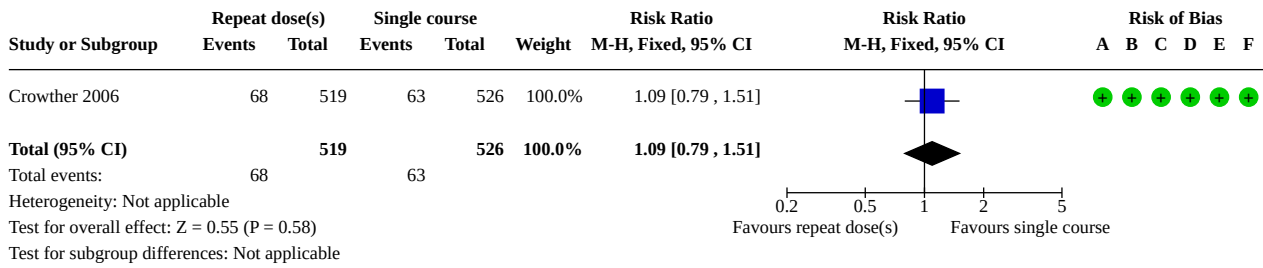 Repeat dose(s) Single course Risk Ratio Risk Ratio Risk of Bias
Study or Subgroup Events Total Events Total Weight M-H, Fixed, 95% CI M-H, Fixed, 95% CI A B C D E F
Crowther 2006 68 519 63 526 100.0% 1.09 [0.79 , 1.51] + + + + + +
Total (95% CI) 519 526 100.0% 1.09 [0.79 , 1.51]
Total events: 68 63
Heterogeneity: Not applicable 0.2 0.5 1 2 5
Test for overall effect: Z = 0.55 (P = 0.58) Favours repeat dose(s) Favours single course
Test for subgroup differences: Not applicable